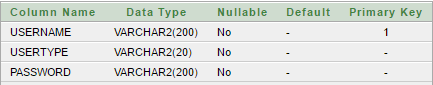 Column Name Data Type Nullable Default Primary Key
USERNAME VARCHAR2(200) No - 1
USERTYPE VARCHAR2(20) No - -
PASSWORD VARCHAR2(200) No - -